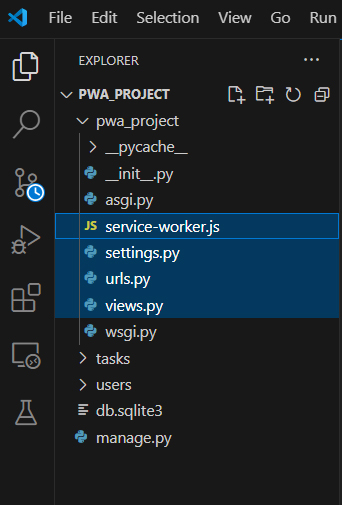 File Edit Selection View Go Run
EXPLORER ...
PWA_PROJECT
pwa_project
__pycache__
__init__.py
asgi.py
JS service-worker.js
settings.py
urls.py
views.py
wsgi.py
tasks
users
db.sqlite3
manage.py